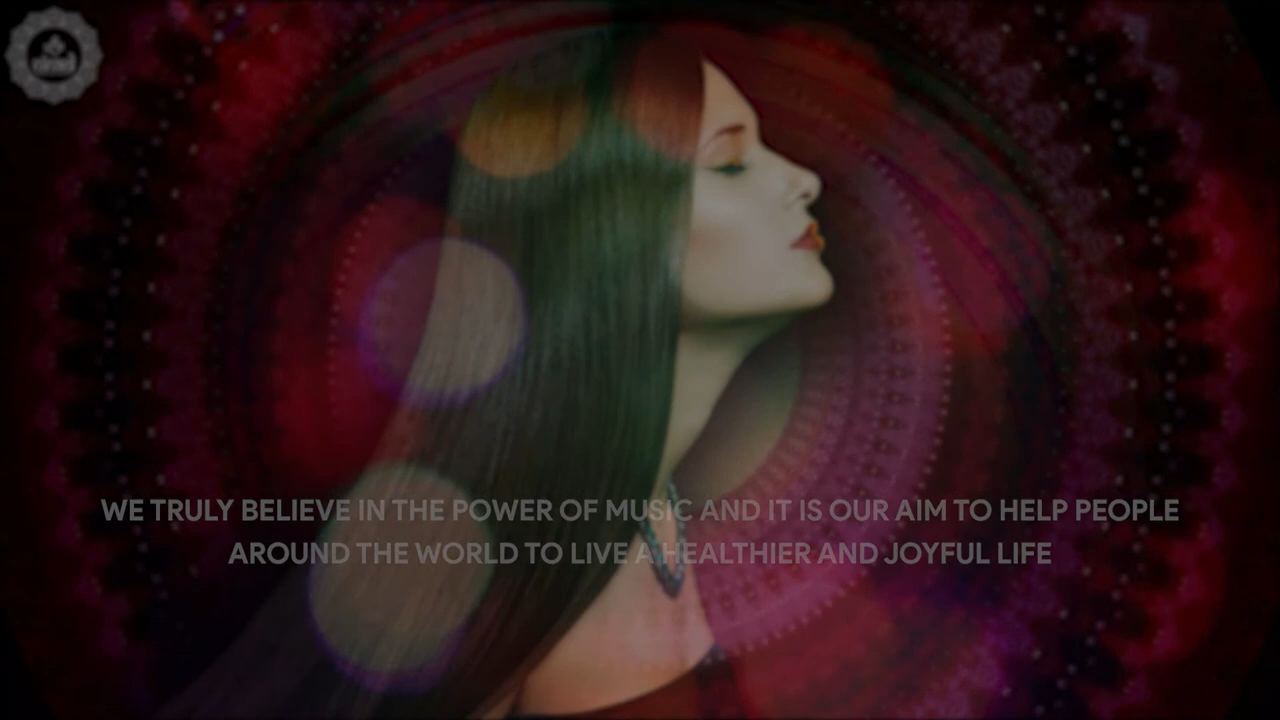 WE TRULY BELIEVE IN THE POWER OF MUSIC AND IT IS OUR AIM TO HELP PEOPLE
AROUND THE WORLD TO LIVE A HEALTHIER AND JOYFUL LIFE